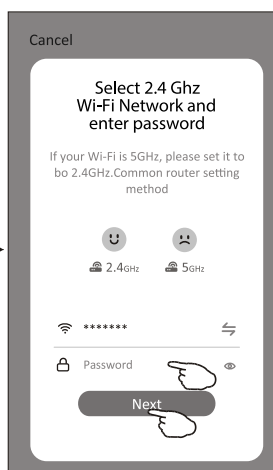 Cancel
Select 2.4 Ghz
Wi-Fi Network and
enter password
If your Wi-Fi is 5GHz, please set it to
bo 2.4GHz.Common router setting
method
2.4GHz 5GHz
*******
Password
Next